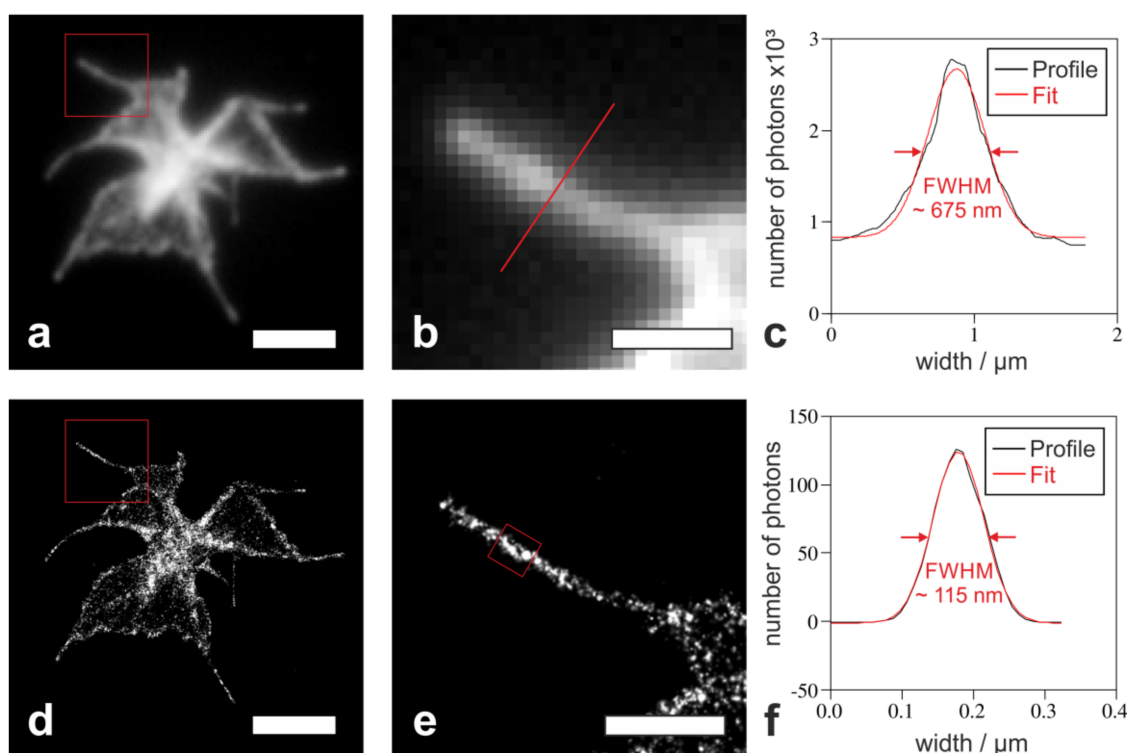 a
b
number of photons x10³
3
2
1
0
Profile
Fit
FWHM
~ 675 nm
c
0
1
2
width / µm
d
e
number of photons
150
100
50
0
-50
Profile
Fit
FWHM
~ 115 nm
f
0.0
0.1
0.2
0.3
0.4
width / µm